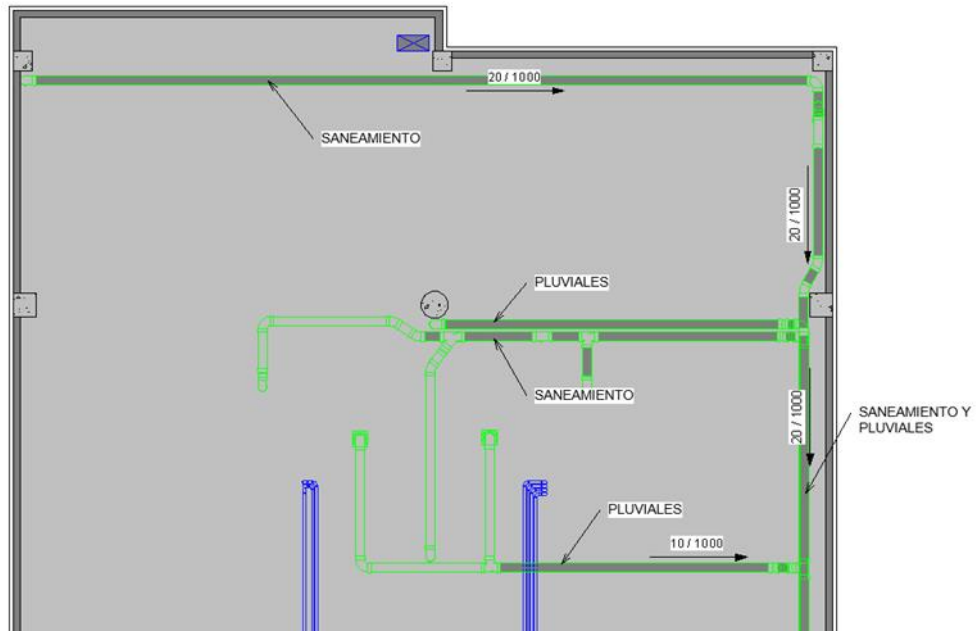 20 / 1000
SANEAMIENTO
20 / 1000
PLUVIALES
SANEAMIENTO
20 / 1000
SANEAMIENTO Y
PLUVIALES
PLUVIALES
10 / 1000